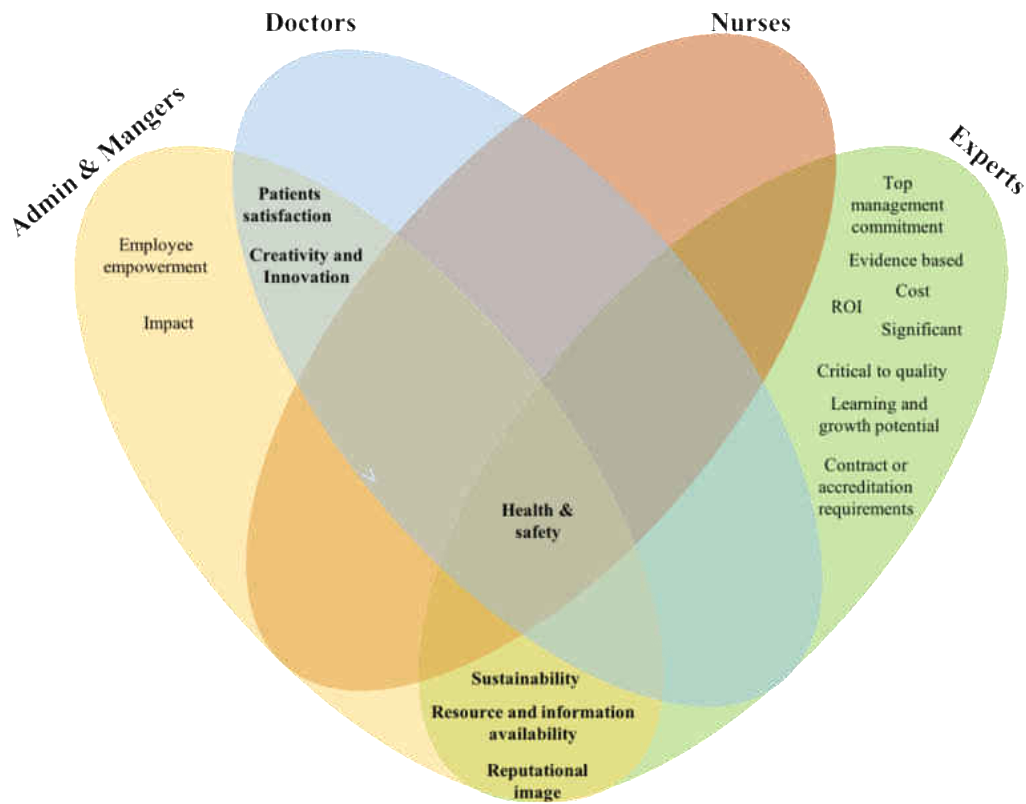 Doctors
Nurses
Admin & Mangers
Experts
Patients
satisfaction
Creativity and
Innovation
Employee
empowerment
Impact
Top
management
commitment
Evidence based
Cost
ROI
Significant
Critical to quality
Learning and
growth potential
Contract or
accreditation
requirements
Health &
safety
Sustainability
Resource and information
availability
Reputational
image